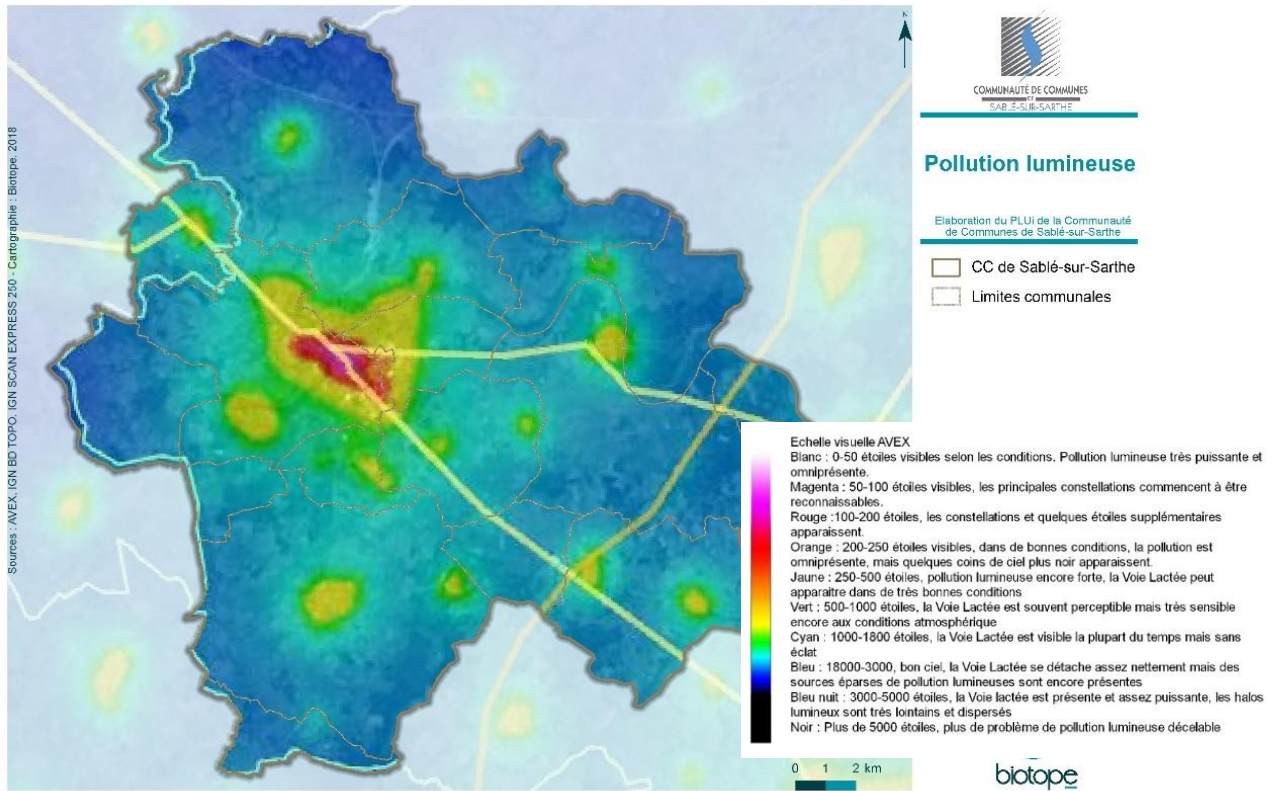 Sources : AVEX. IGN BD TOPO. IGN SCAN EXPRESS 250 - Cartographie : Biotope. 2018
N
COMMUNAUTÉ DE COMMUNES
DE
SABLÉ-SUR-SARTHE
Pollution lumineuse
Elaboration du PLUi de la Communauté
de Communes de Sablé-sur-Sarthe
CC de Sablé-sur-Sarthe
Limites communales
Echelle visuelle AVEX
Blanc : 0-50 étoiles visibles selon les conditions. Pollution lumineuse très puissante et
omniprésente.
Magenta : 50-100 étoiles visibles, les principales constellations commencent à être
reconnaissables.
Rouge :100-200 étoiles, les constellations et quelques étoiles supplémentaires
apparaissent.
Orange : 200-250 étoiles visibles, dans de bonnes conditions, la pollution est
omniprésente, mais quelques coins de ciel plus noir apparaissent.
Jaune : 250-500 étoiles, pollution lumineuse encore forte, la Voie Lactée peut
apparaitre dans de très bonnes conditions
Vert : 500-1000 étoiles, la Voie Lactée est souvent perceptible mais très sensible
encore aux conditions atmosphérique
Cyan : 1000-1800 étoiles, la Voie Lactée est visible la plupart du temps mais sans
éclat
Bleu : 18000-3000, bon ciel, la Voie Lactée se détache assez nettement mais des
sources éparses de pollution lumineuses sont encore présentes
Bleu nuit : 3000-5000 étoiles, la Voie lactée est présente et assez puissante, les halos
lumineux sont très lointains et dispersés
Noir : Plus de 5000 étoiles, plus de problème de pollution lumineuse décelable
0 1 2 km
biotope